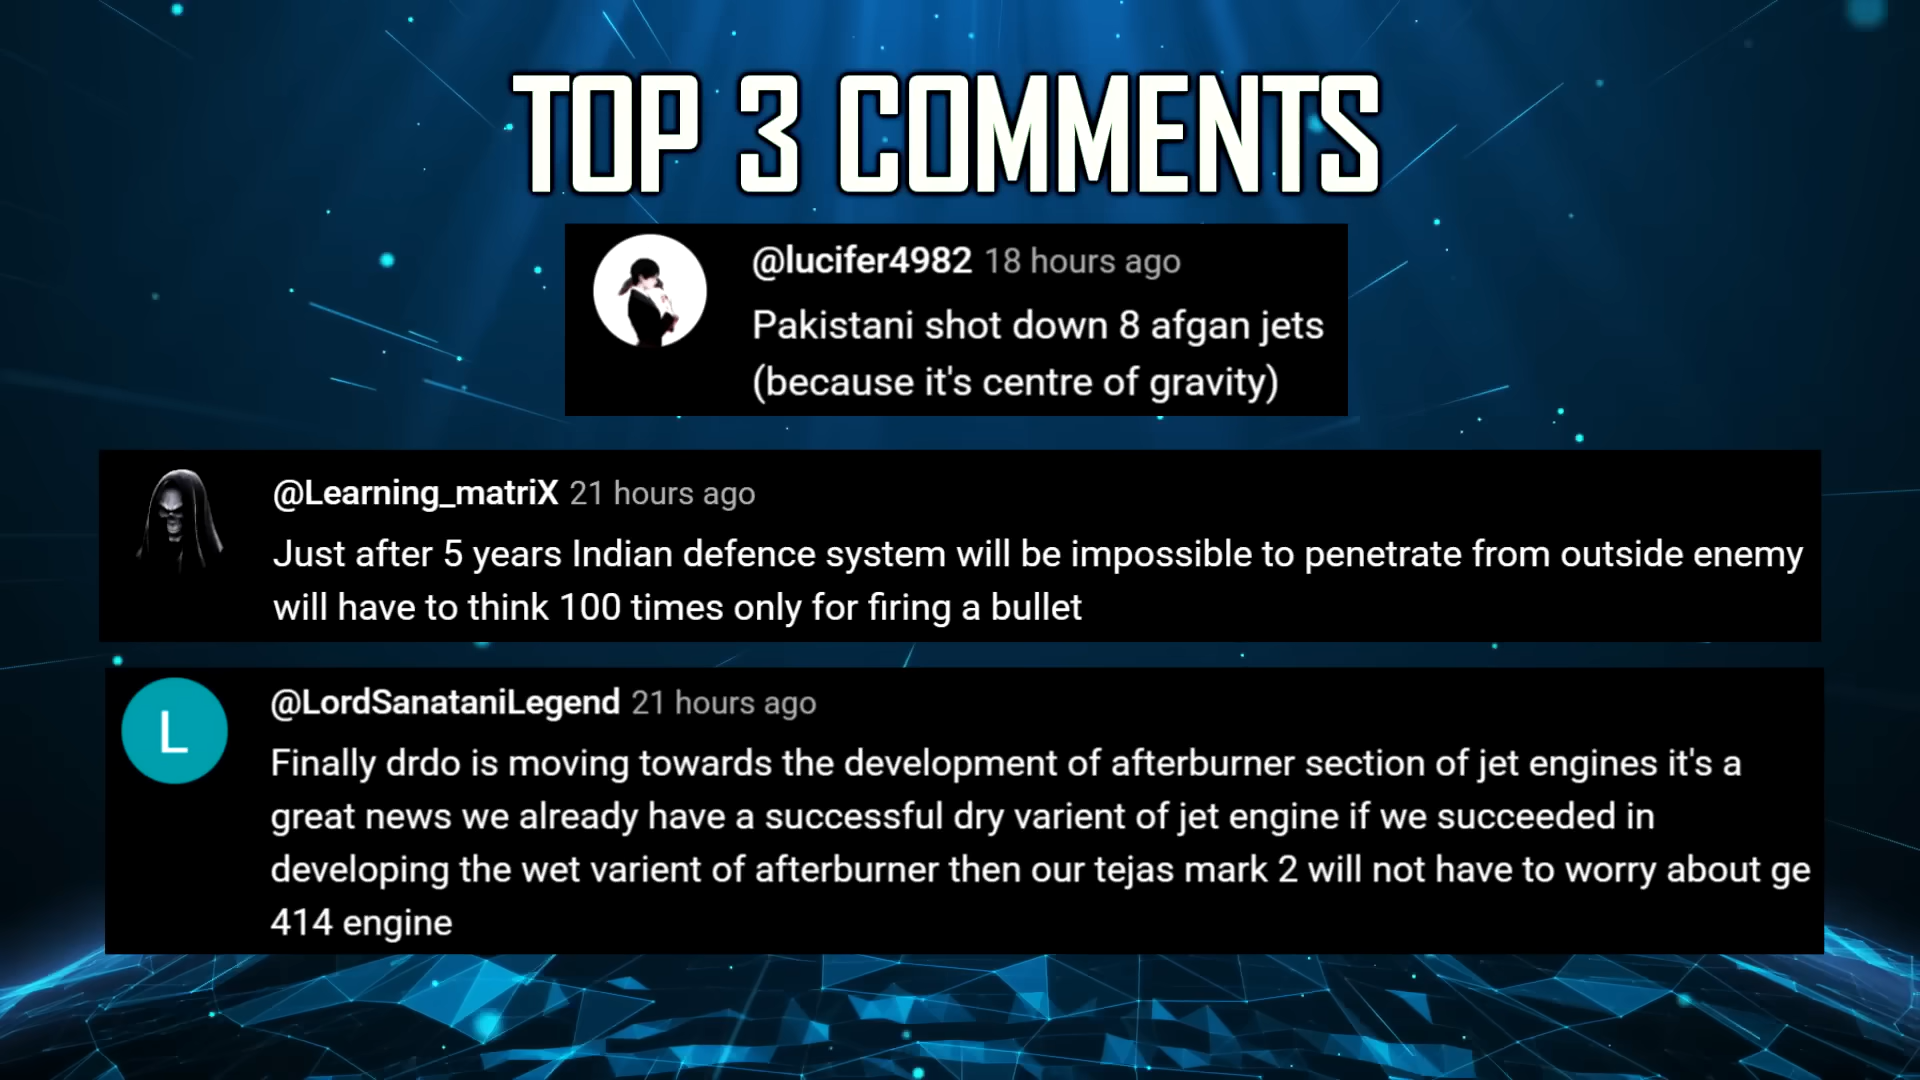 TOP 3 COMMENTS
@lucifer4982 18 hours ago
Pakistani shot down 8 afgan jets
(because it's centre of gravity)
@Learning_matriX 21 hours ago
Just after 5 years Indian defence system will be impossible to penetrate from outside enemy
will have to think 100 times only for firing a bullet
L
@LordSanataniLegend 21 hours ago
Finally drdo is moving towards the development of afterburner section of jet engines it's a
great news we already have a successful dry varient of jet engine if we succeeded in
developing the wet varient of afterburner then our tejas mark 2 will not have to worry about ge
414 engine